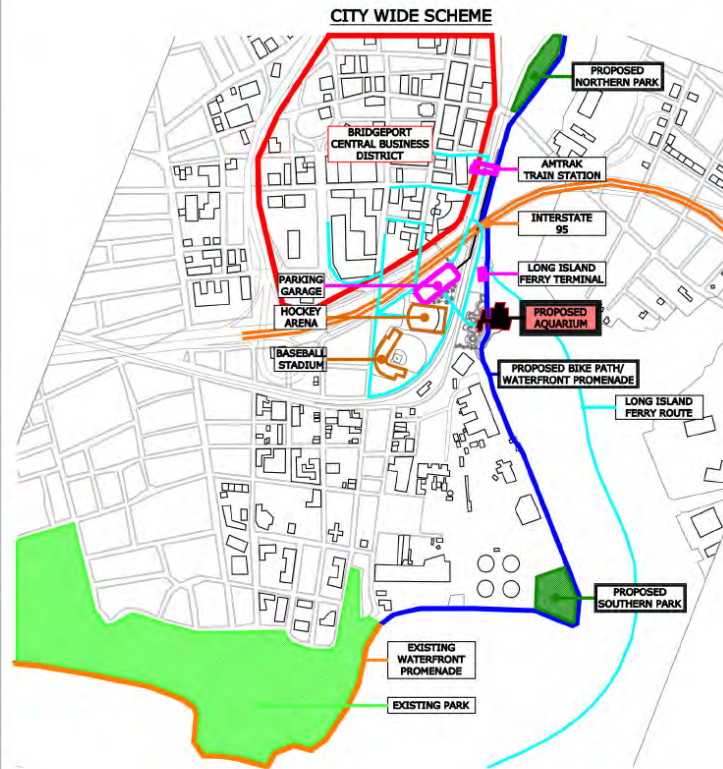 CITY WIDE SCHEME
PROPOSED
NORTHERN PARK
BRIDGEPORT
CENTRAL BUSINESS
DISTRICT
AMTRAK
TRAIN STATION
INTERSTATE
95
LONG ISLAND
FERRY TERMINAL
PARKING
GARAGE
HOCKEY
ARENA
PROPOSED
AQUARIUM
BASEBALL
STADIUM
PROPOSED BIKE PATH/
WATERFRONT PROMENADE
LONG ISLAND
FERRY ROUTE
PROPOSED
SOUTHERN PARK
EXISTING
WATERFRONT
PROMENADE
EXISTING PARK